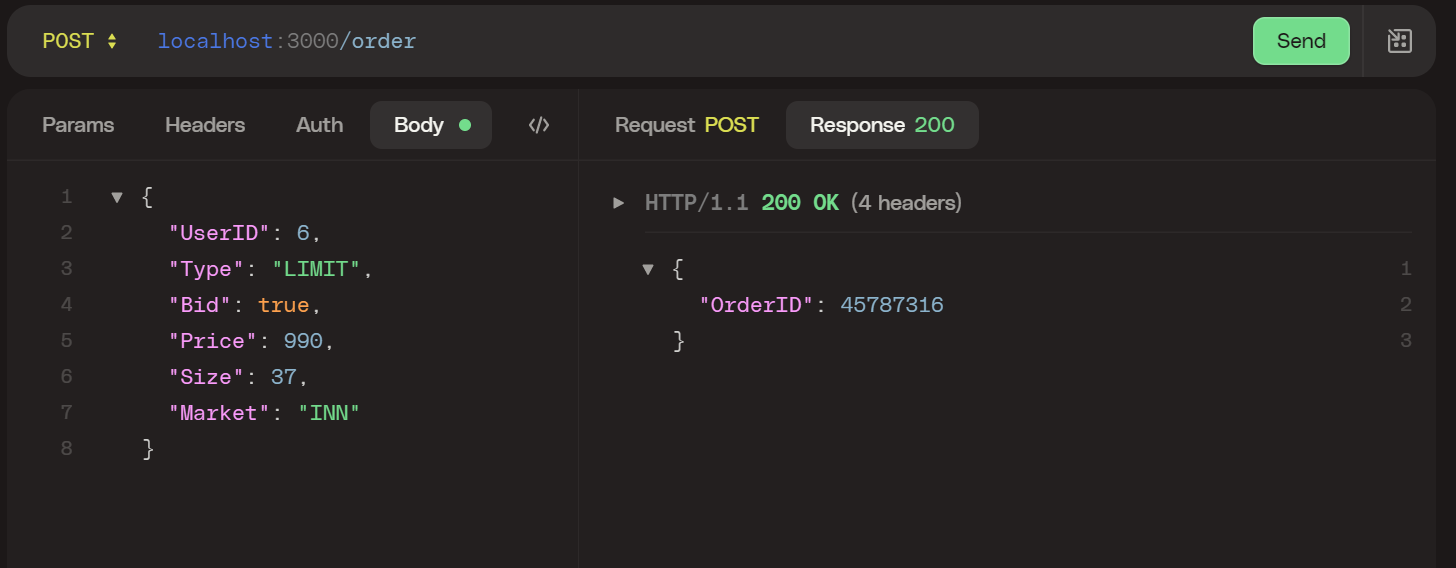 POST localhost:3000/order Send
Params Headers Auth Body </>
1 {
2 "UserID": 6,
3 "Type": "LIMIT",
4 "Bid": true,
5 "Price": 990,
6 "Size": 37,
7 "Market": "INN"
8 }
Request POST Response 200
HTTP/1.1 200 OK (4 headers)
{ 1
"OrderID": 45787316 2
} 3